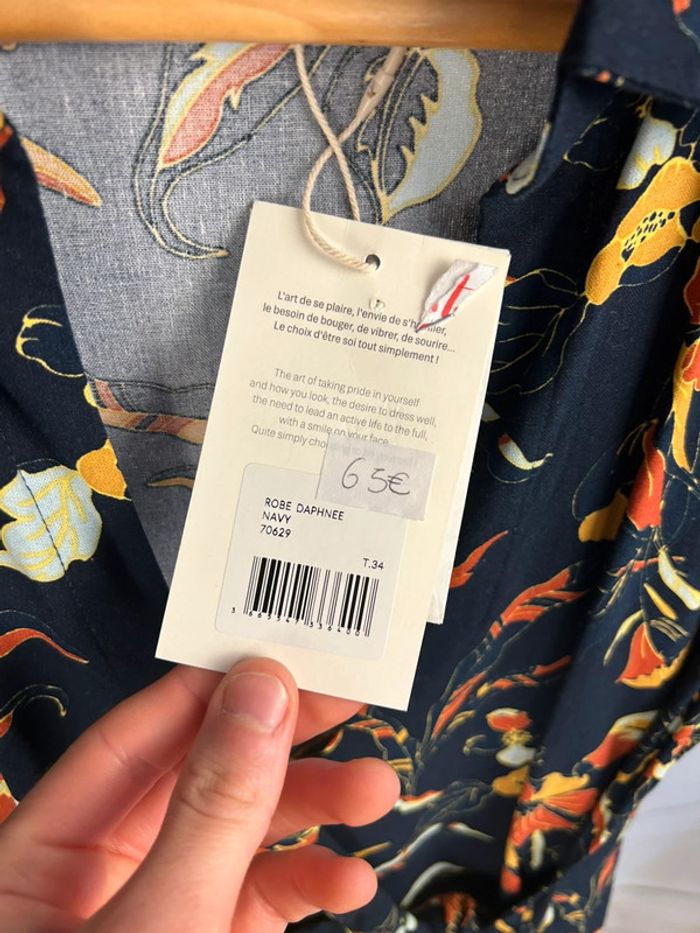 L'art de se plaire, l'envie de
le besoin de bouger, de vibrer, de sourire...
Le choix d'être soi tout simplement !
The art of taking pride in yourself
and how you look, the desire to dress well,
the need to lead an active life to the full,
with a smile on your face.
Quite simply
65€
ROBE DAPHNEE
NAVY
70629
T.34
3 665547 336400